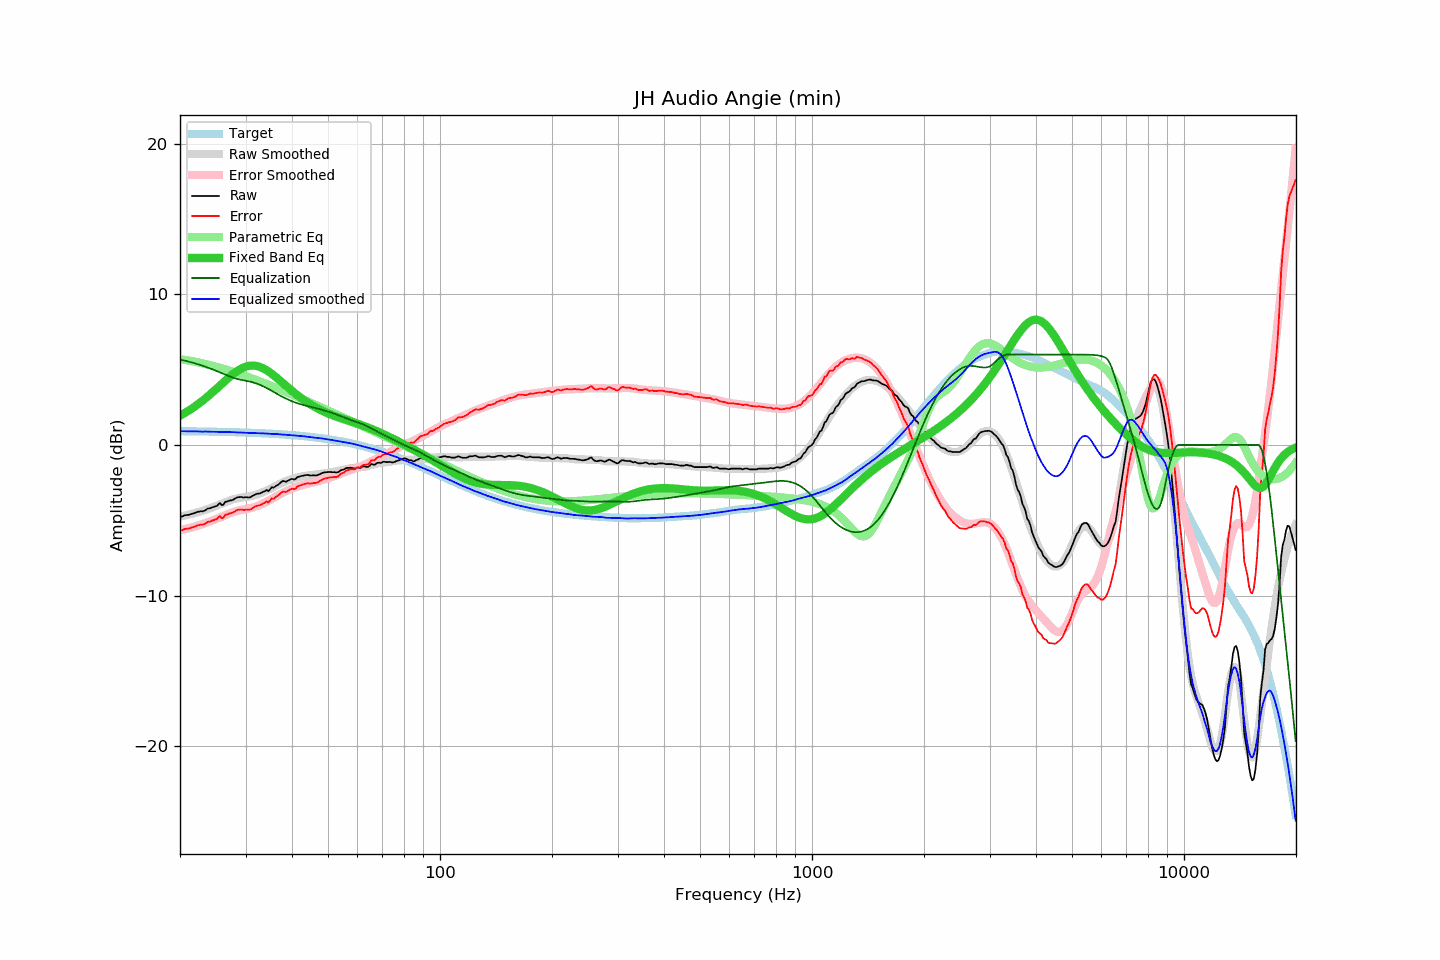 JH Audio Angie (min)
Target
Raw Smoothed
Error Smoothed
Raw
Error
Parametric Eq
Fixed Band Eq
Equalization
Equalized smoothed
20
10
0
−10
−20
Amplitude (dBr)
100
1000
10000
Frequency (Hz)